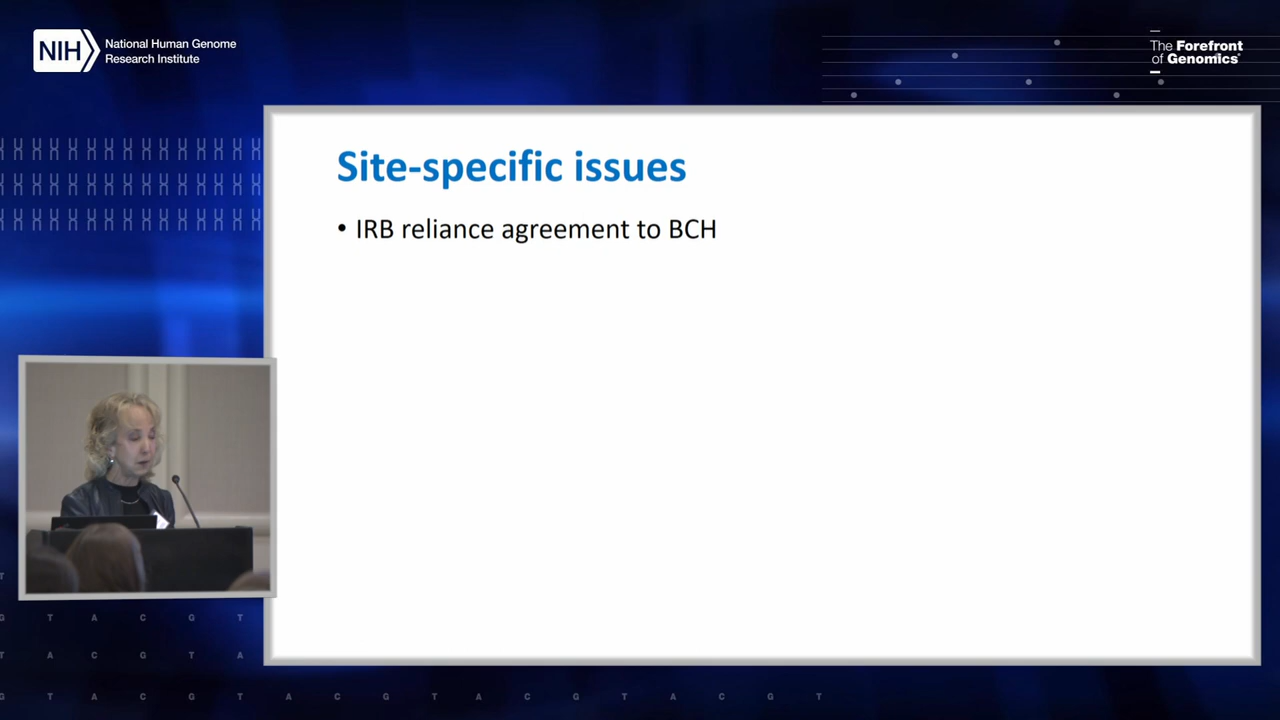 NIH
National Human Genome
Research Institute
The Forefront
of Genomics®
Site-specific issues
• IRB reliance agreement to BCH
T
G T A C G T
T A C G T A
G T A C G T A C G T A C G T A C G T